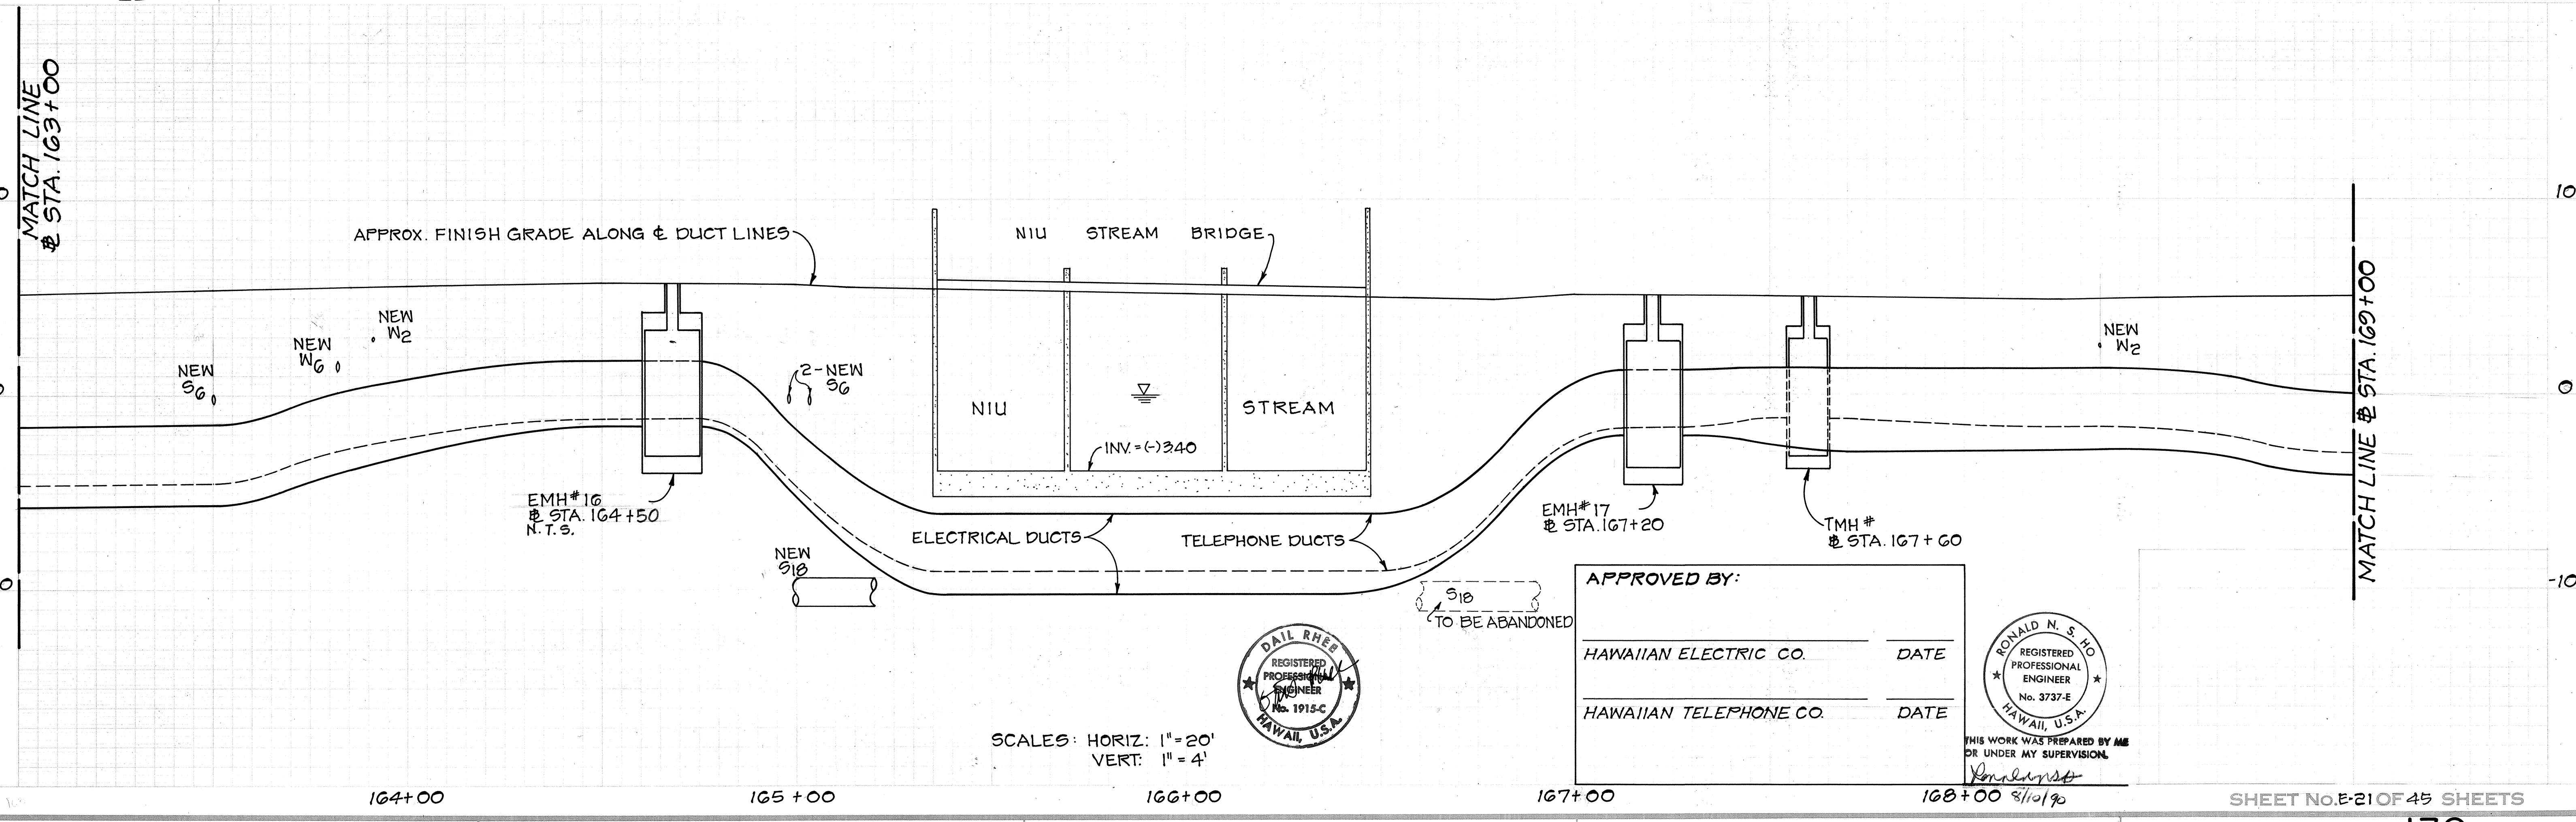 MATCH LINE
℄ STA. 163+00
10
APPROX. FINISH GRADE ALONG ℄ DUCT LINES
NIU STREAM BRIDGE
NEW
W2
NEW
W6
NEW
S6
2-NEW
S6
NIU
STREAM
INV. = (-)3.40
NEW
W2
0
MATCH LINE ℄ STA. 169+00
EMH#16
℄ STA. 164+50
N.T.S.
ELECTRICAL DUCTS
TELEPHONE DUCTS
EMH#17
℄ STA. 167+20
TMH#
℄ STA. 167+60
NEW
S18
S18
TO BE ABANDONED
-10
APPROVED BY:
HAWAIIAN ELECTRIC CO. DATE
HAWAIIAN TELEPHONE CO. DATE
DAIL RHEE
REGISTERED
PROFESSIONAL
ENGINEER
No. 1915-C
HAWAII, U.S.A.
RONALD N. S. HO
REGISTERED
PROFESSIONAL
ENGINEER
No. 3737-E
HAWAII, U.S.A.
THIS WORK WAS PREPARED BY ME
OR UNDER MY SUPERVISION.
8/10/90
SCALES: HORIZ: 1"=20'
VERT: 1"=4'
164+00
165+00
166+00
167+00
168+00
SHEET No. E-21 OF 45 SHEETS